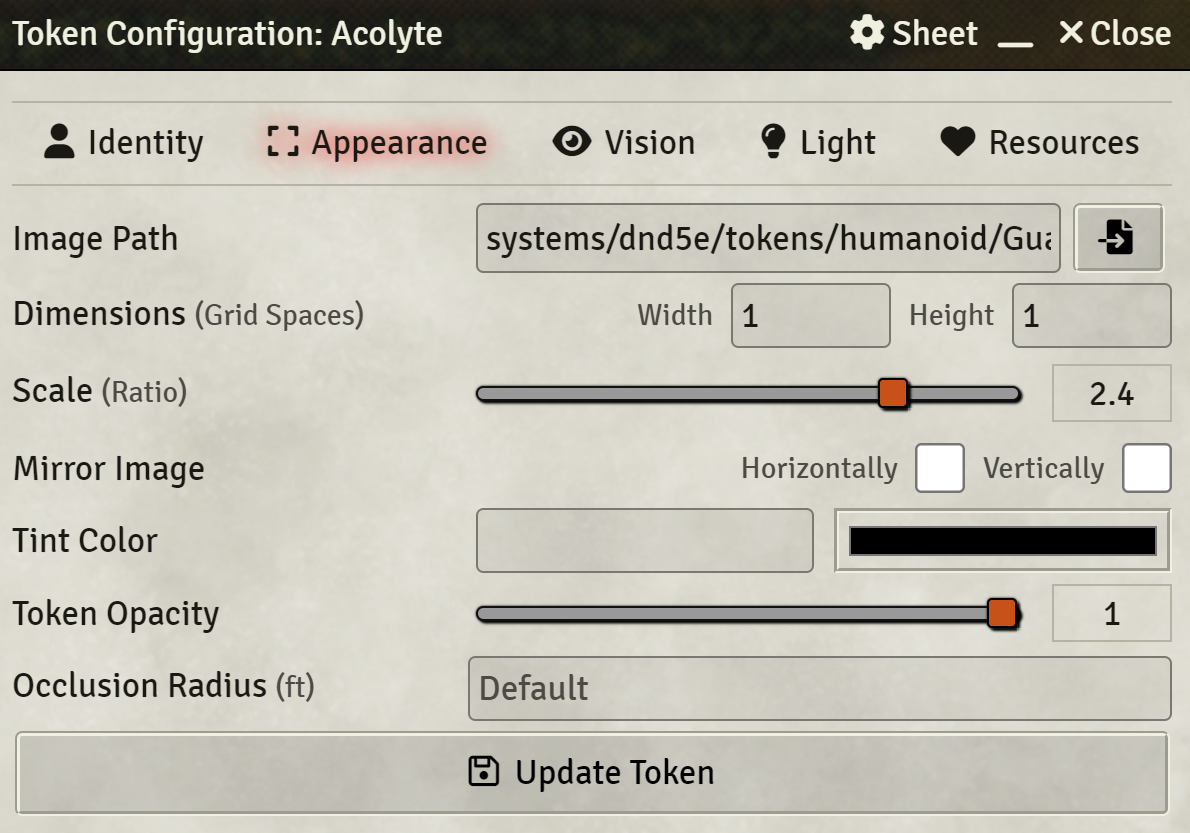 Token Configuration: Acolyte Sheet Close
Identity Appearance Vision Light Resources
Image Path systems/dnd5e/tokens/humanoid/Gua
Dimensions (Grid Spaces) Width 1 Height 1
Scale (Ratio) 2.4
Mirror Image Horizontally Vertically
Tint Color
Token Opacity 1
Occlusion Radius (ft) Default
Update Token